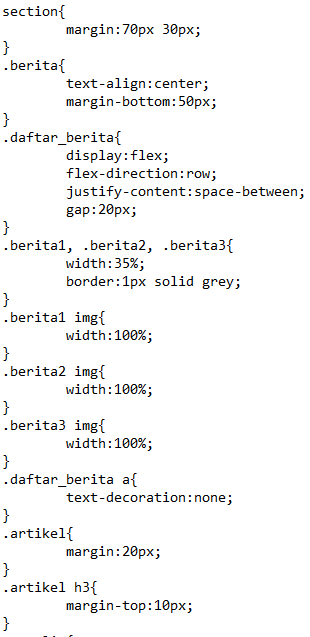 section{
margin:70px 30px;
}
.berita{
text-align:center;
margin-bottom:50px;
}
.daftar_berita{
display:flex;
flex-direction:row;
justify-content:space-between;
gap:20px;
}
.berita1, .berita2, .berita3{
width:35%;
border:1px solid grey;
}
.berita1 img{
width:100%;
}
.berita2 img{
width:100%;
}
.berita3 img{
width:100%;
}
.daftar_berita a{
text-decoration:none;
}
.artikel{
margin:20px;
}
.artikel h3{
margin-top:10px;
}